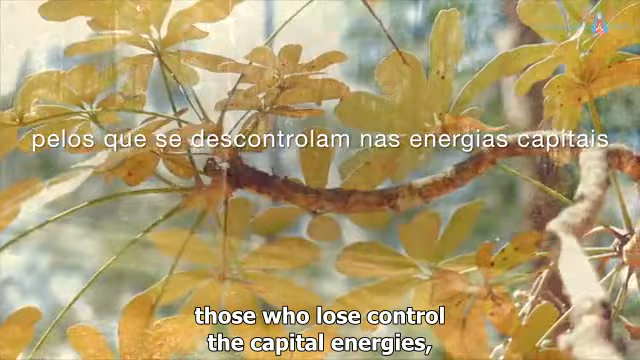 pelos que se descontrolam nas energias capitais
those who lose control
the capital energies,